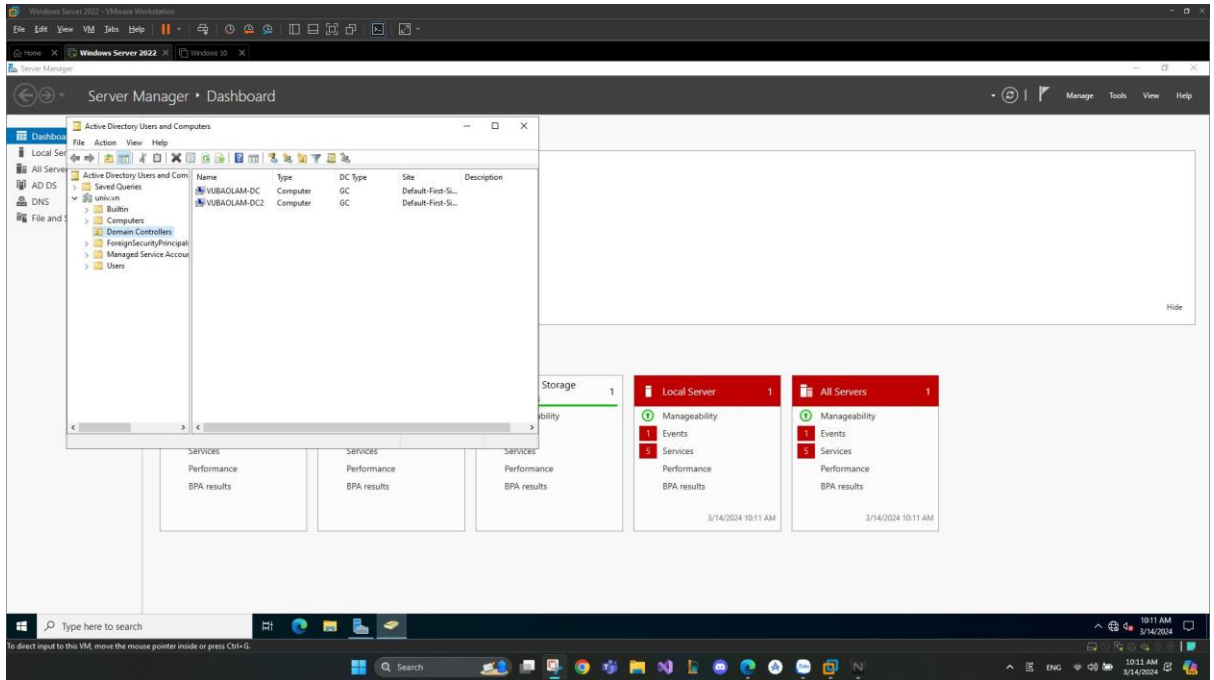 Windows Server 2022 - VMware Workstation
File Edit View VM Tabs Help
Home Windows Server 2022 Windows 10
Server Manager
Server Manager • Dashboard Manage Tools View Help
Dashboa
Local Ser
All Server
AD DS
DNS
File and S
Active Directory Users and Computers
File Action View Help
Active Directory Users and Com
Saved Queries
univ.vn
Builtin
Computers
Domain Controllers
ForeignSecurityPrincipals
Managed Service Accour
Users
Name Type DC Type Site Description
VUBAOLAM-DC Computer GC Default-First-Si...
VUBAOLAM-DC2 Computer GC Default-First-Si...
Hide
Services
Performance
BPA results
Services
Performance
BPA results
Storage 1
ability
Services
Performance
BPA results
Local Server 1
Manageability
1 Events
5 Services
Performance
BPA results
3/14/2024 10:11 AM
All Servers 1
Manageability
1 Events
5 Services
Performance
BPA results
3/14/2024 10:11 AM
Type here to search
10:11 AM
3/14/2024
To direct input to this VM, move the mouse pointer inside or press Ctrl+G.
Search
ENG
10:11 AM
3/14/2024